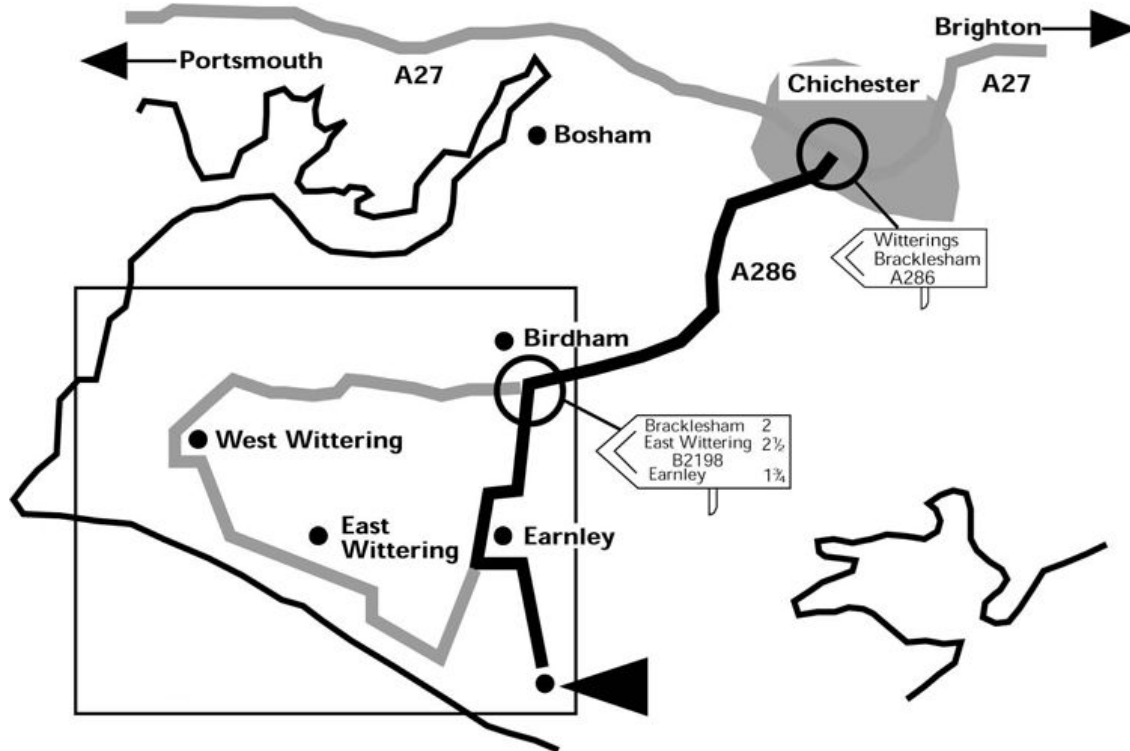 Brighton
Portsmouth
A27
Chichester
A27
Bosham
Witterings
Bracklesham
A286
A286
Birdham
Bracklesham 2
East Wittering 2½
B2198
Earnley 1¾
West Wittering
East
Wittering
Earnley